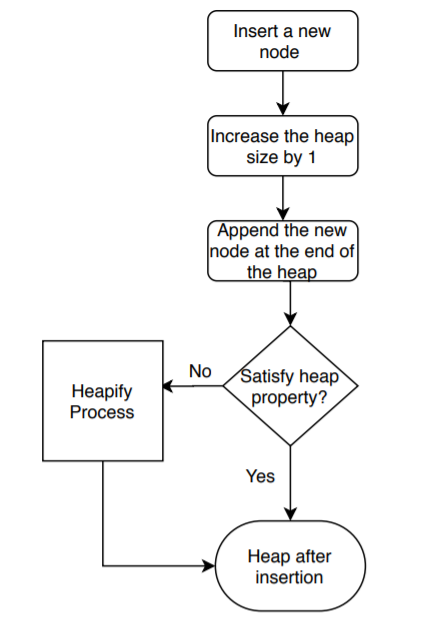 Insert a new
node
Increase the heap
size by 1
Append the new
node at the end of
the heap
Satisfy heap
property?
No
Heapify
Process
Yes
Heap after
insertion